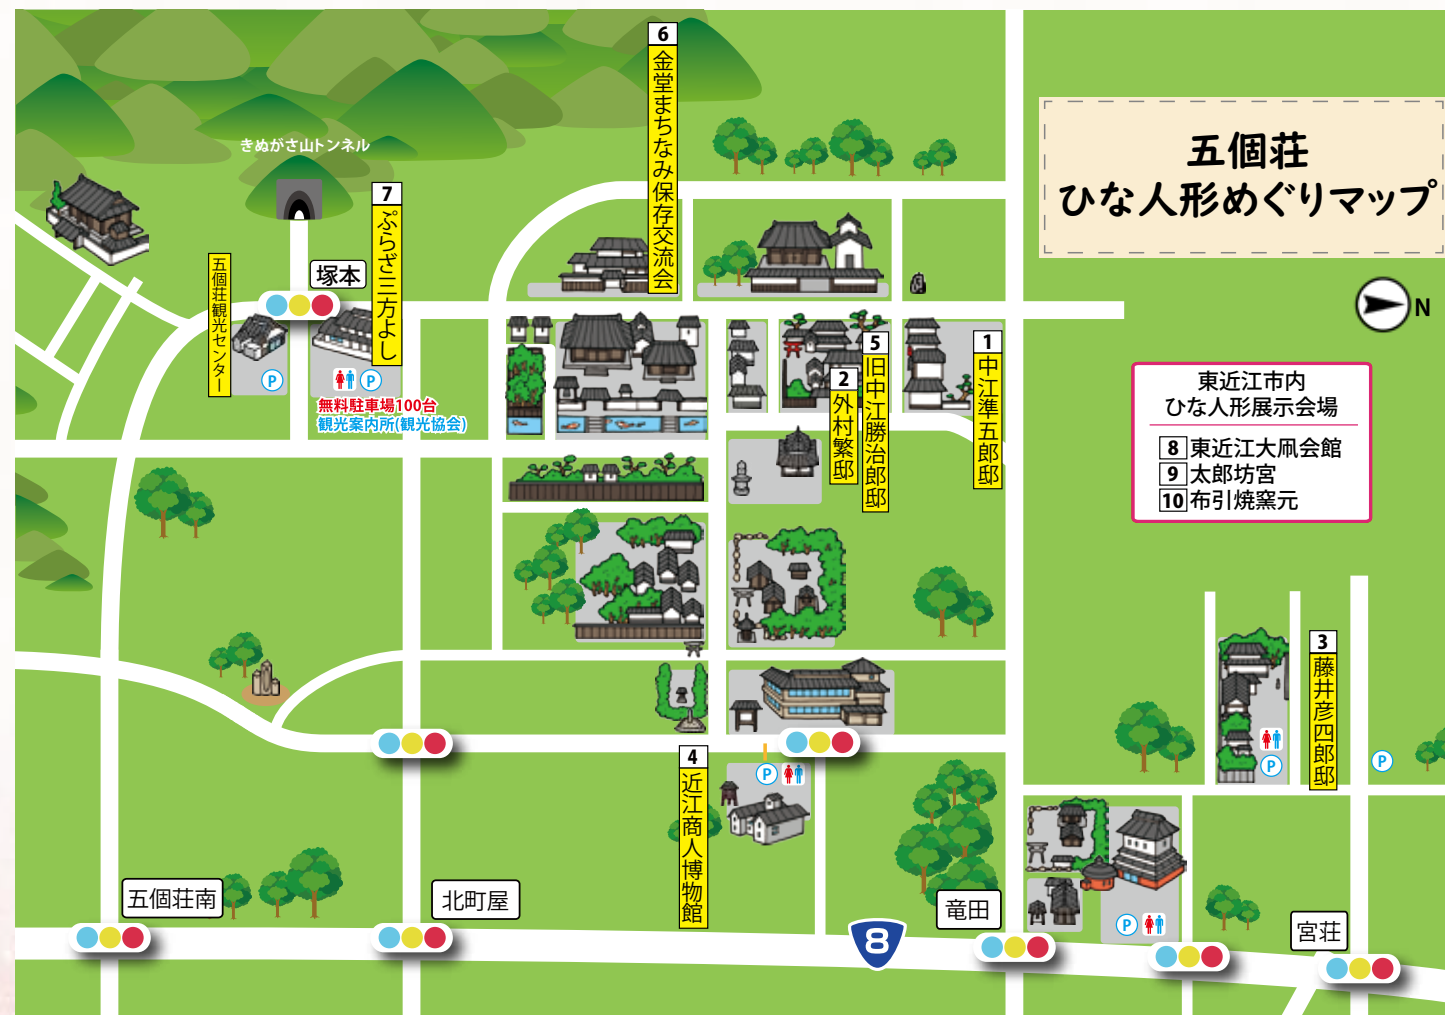 五個荘
ひな人形めぐりマップ
N
東近江市内
ひな人形展示会場
8 東近江大凧会館
9 太郎坊宮
10 布引焼窯元
6 金堂まちなみ保存交流会
きぬがさ山トンネル
7 ぷらざ三方よし
塚本
五個荘観光センター
P
P
無料駐車場100台
観光案内所(観光協会)
1 中江準五郎邸
5 旧中江勝治郎邸
2 外村繁邸
3 藤井彦四郎邸
P
P
4 近江商人博物館
P
五個荘南
北町屋
竜田
8
P
宮荘